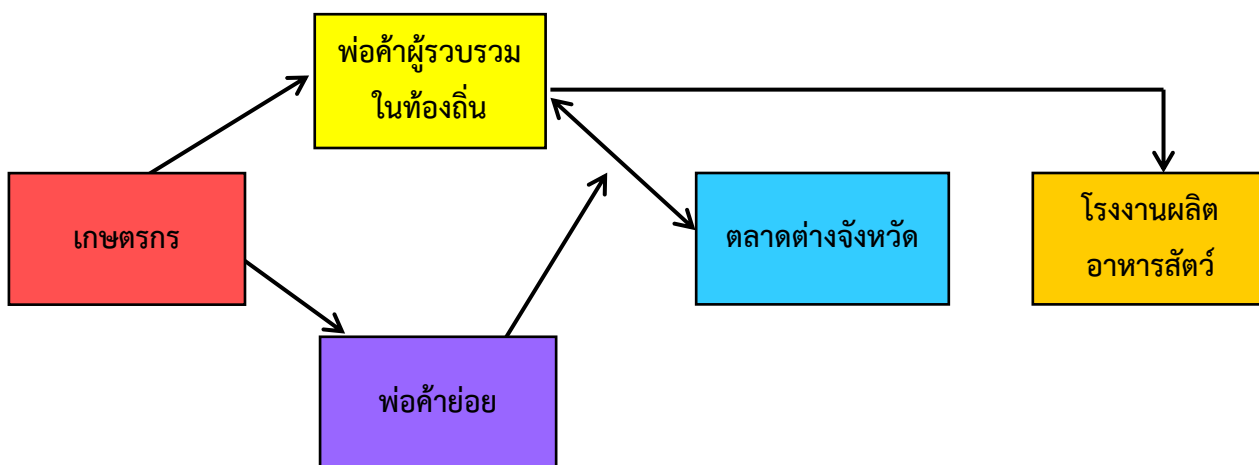 พ่อค้าผู้รวบรวม
ในท้องถิ่น
เกษตรกร
ตลาดต่างจังหวัด
โรงงานผลิต
อาหารสัตว์
พ่อค้าย่อย